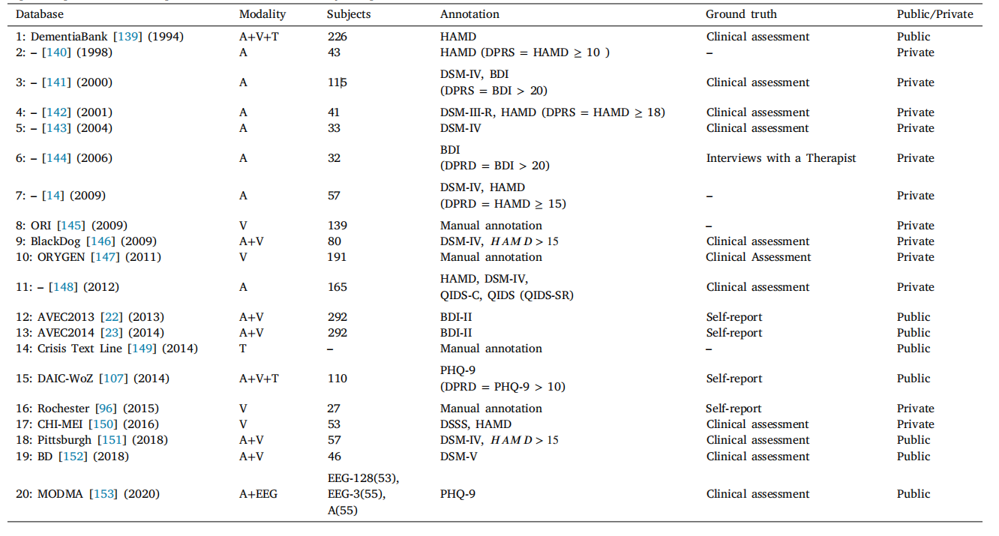 Database Modality Subjects Annotation Ground truth Public/Private
1: DementiaBank [139] (1994) A+V+T 226 HAMD Clinical assessment Public
2: – [140] (1998) A 43 HAMD (DPRS = HAMD ≥ 10 ) – Private
3: – [141] (2000) A 115 DSM-IV, BDI Clinical assessment Private
(DPRS = BDI > 20)
4: – [142] (2001) A 41 DSM-III-R, HAMD (DPRS = HAMD ≥ 18) Clinical assessment Private
5: – [143] (2004) A 33 DSM-IV Clinical assessment Private
6: – [144] (2006) A 32 BDI Interviews with a Therapist Private
(DPRD = BDI > 20)
7: – [14] (2009) A 57 DSM-IV, HAMD – Private
(DPRD = HAMD ≥ 15)
8: ORI [145] (2009) V 139 Manual annotation – Private
9: BlackDog [146] (2009) A+V 80 DSM-IV, HAMD > 15 Clinical assessment Private
10: ORYGEN [147] (2011) V 191 Manual annotation Clinical Assessment Private
11: – [148] (2012) A 165 HAMD, DSM-IV, Clinical assessment Private
QIDS-C, QIDS (QIDS-SR)
12: AVEC2013 [22] (2013) A+V 292 BDI-II Self-report Public
13: AVEC2014 [23] (2014) A+V 292 BDI-II Self-report Public
14: Crisis Text Line [149] (2014) T – Manual annotation – Public
15: DAIC-WoZ [107] (2014) A+V+T 110 PHQ-9 Self-report Public
(DPRD = PHQ-9 > 10)
16: Rochester [96] (2015) V 27 Manual annotation Self-report Private
17: CHI-MEI [150] (2016) V 53 DSSS, HAMD Clinical assessment Private
18: Pittsburgh [151] (2018) A+V 57 DSM-IV, HAMD > 15 Clinical assessment Public
19: BD [152] (2018) A+V 46 DSM-V Clinical assessment Public
20: MODMA [153] (2020) A+EEG EEG-128(53), PHQ-9 Clinical assessment Public
EEG-3(55),
A(55)